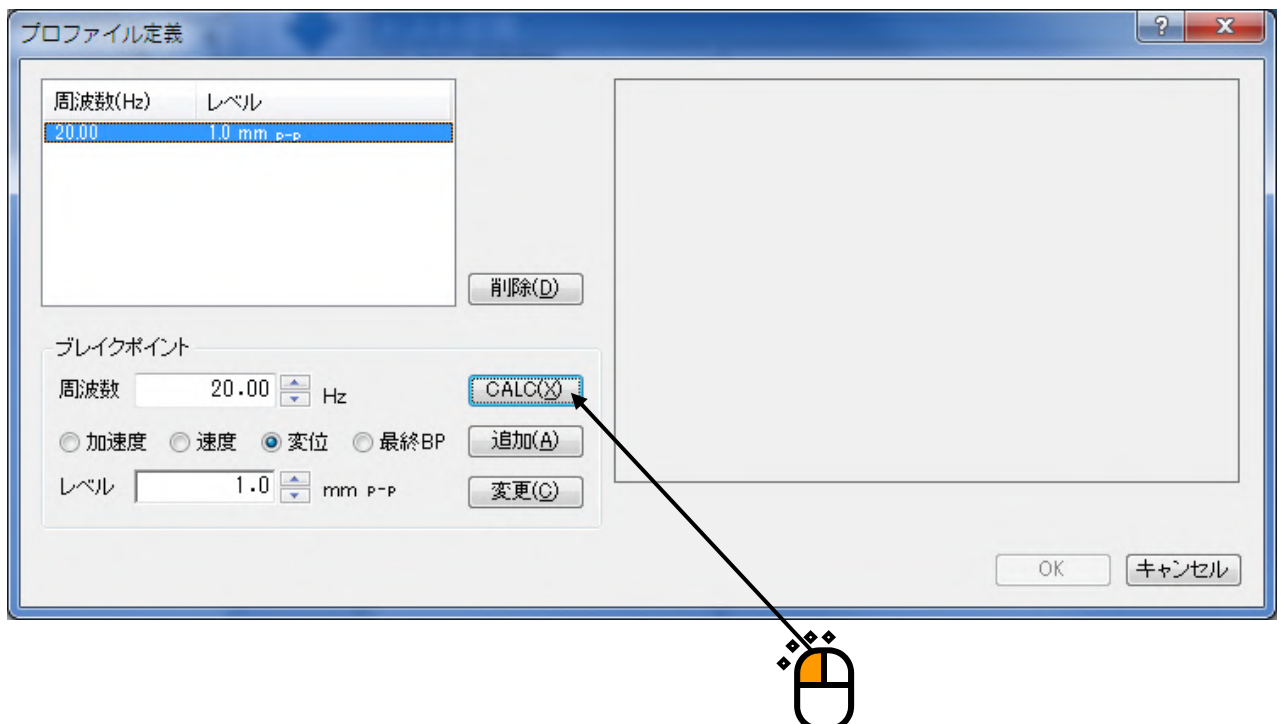 プロファイル定義
周波数(Hz) レベル
20.00 1.0 mm p-p
削除(D)
ブレイクポイント
周波数 20.00 Hz CALC(X)
加速度 速度 変位 最終BP 追加(A)
レベル 1.0 mm P-P 変更(C)
OK キャンセル